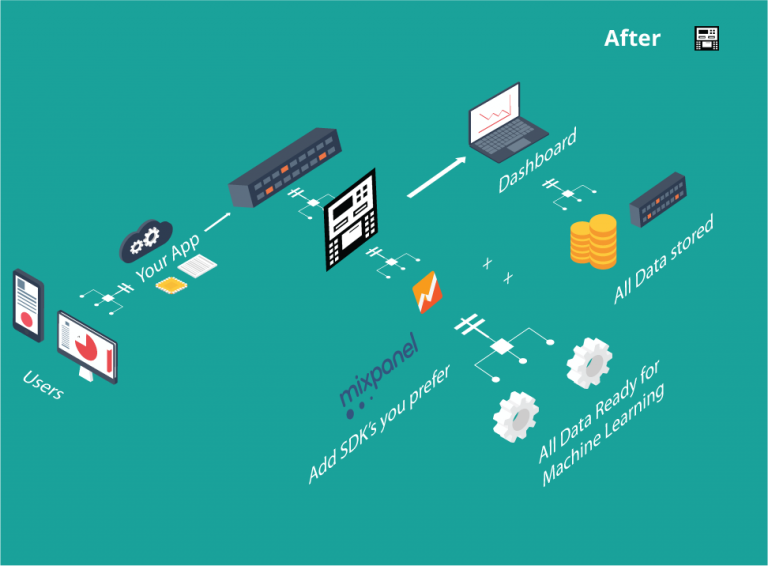 After
Dashboard
Your App
All Data stored
Users
mixpanel
Add SDK's you prefer
All Data Ready for
Machine Learning